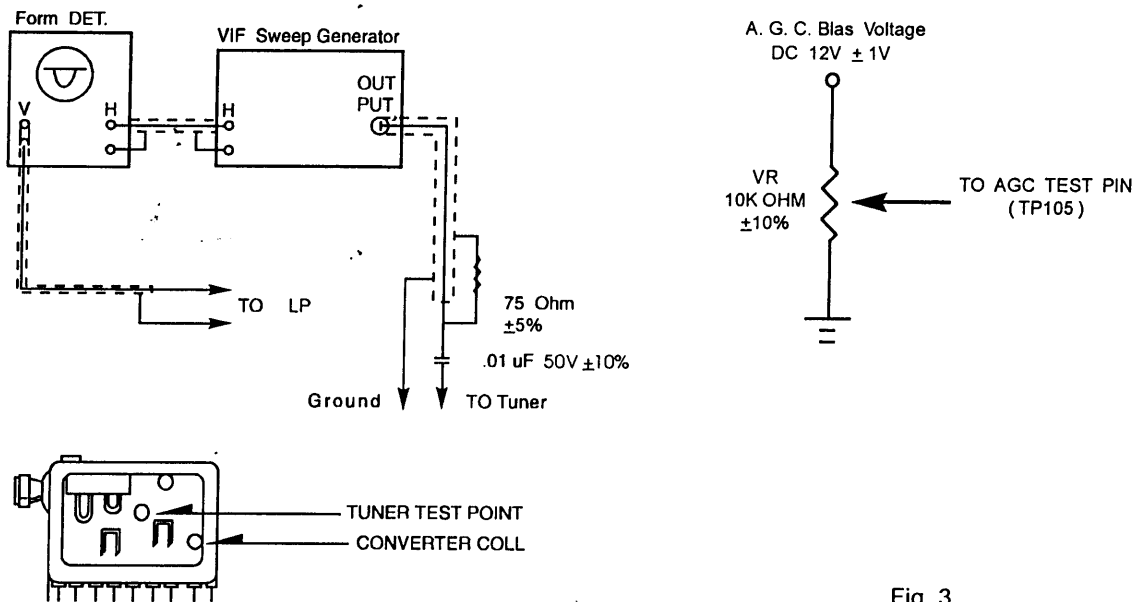 Form DET.
VIF Sweep Generator
V
H
H
OUT
PUT
TO LP
75 Ohm
±5%
.01 uF 50V ±10%
Ground
TO Tuner
A. G. C. Blas Voltage
DC 12V ± 1V
VR
10K OHM
±10%
TO AGC TEST PIN
(TP105)
TUNER TEST POINT
CONVERTER COLL
Fig. 3